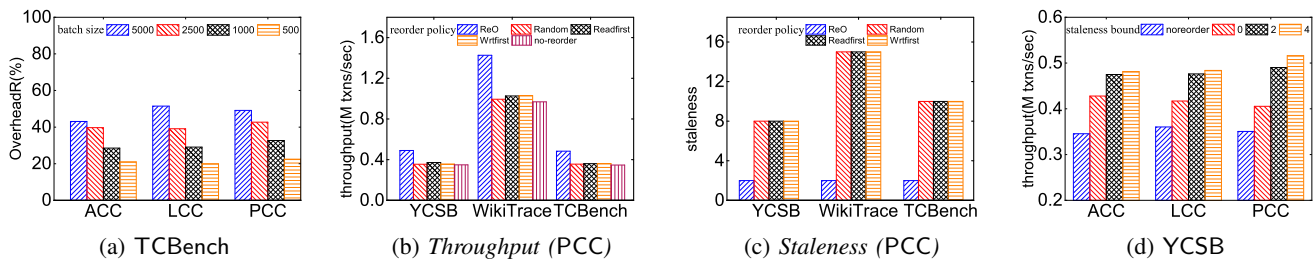 batch size 5000 2500 1000 500
OverheadR(%)
100
80
60
40
20
0
ACC LCC PCC
(a) TCBench
reorder policy ReO Random Readfirst
Wrtfirst no-reorder
throughput(M txns/sec)
1.6
1.2
0.8
0.4
0.0
YCSB WikiTrace TCBench
(b) Throughput (PCC)
reorder policy ReO Random
Readfirst Wrtfirst
staleness
16
12
8
4
0
YCSB WikiTrace TCBench
(c) Staleness (PCC)
staleness bound noreorder 0 2 4
throughput(M txns/sec)
0.6
0.5
0.4
0.3
0.2
ACC LCC PCC
(d) YCSB